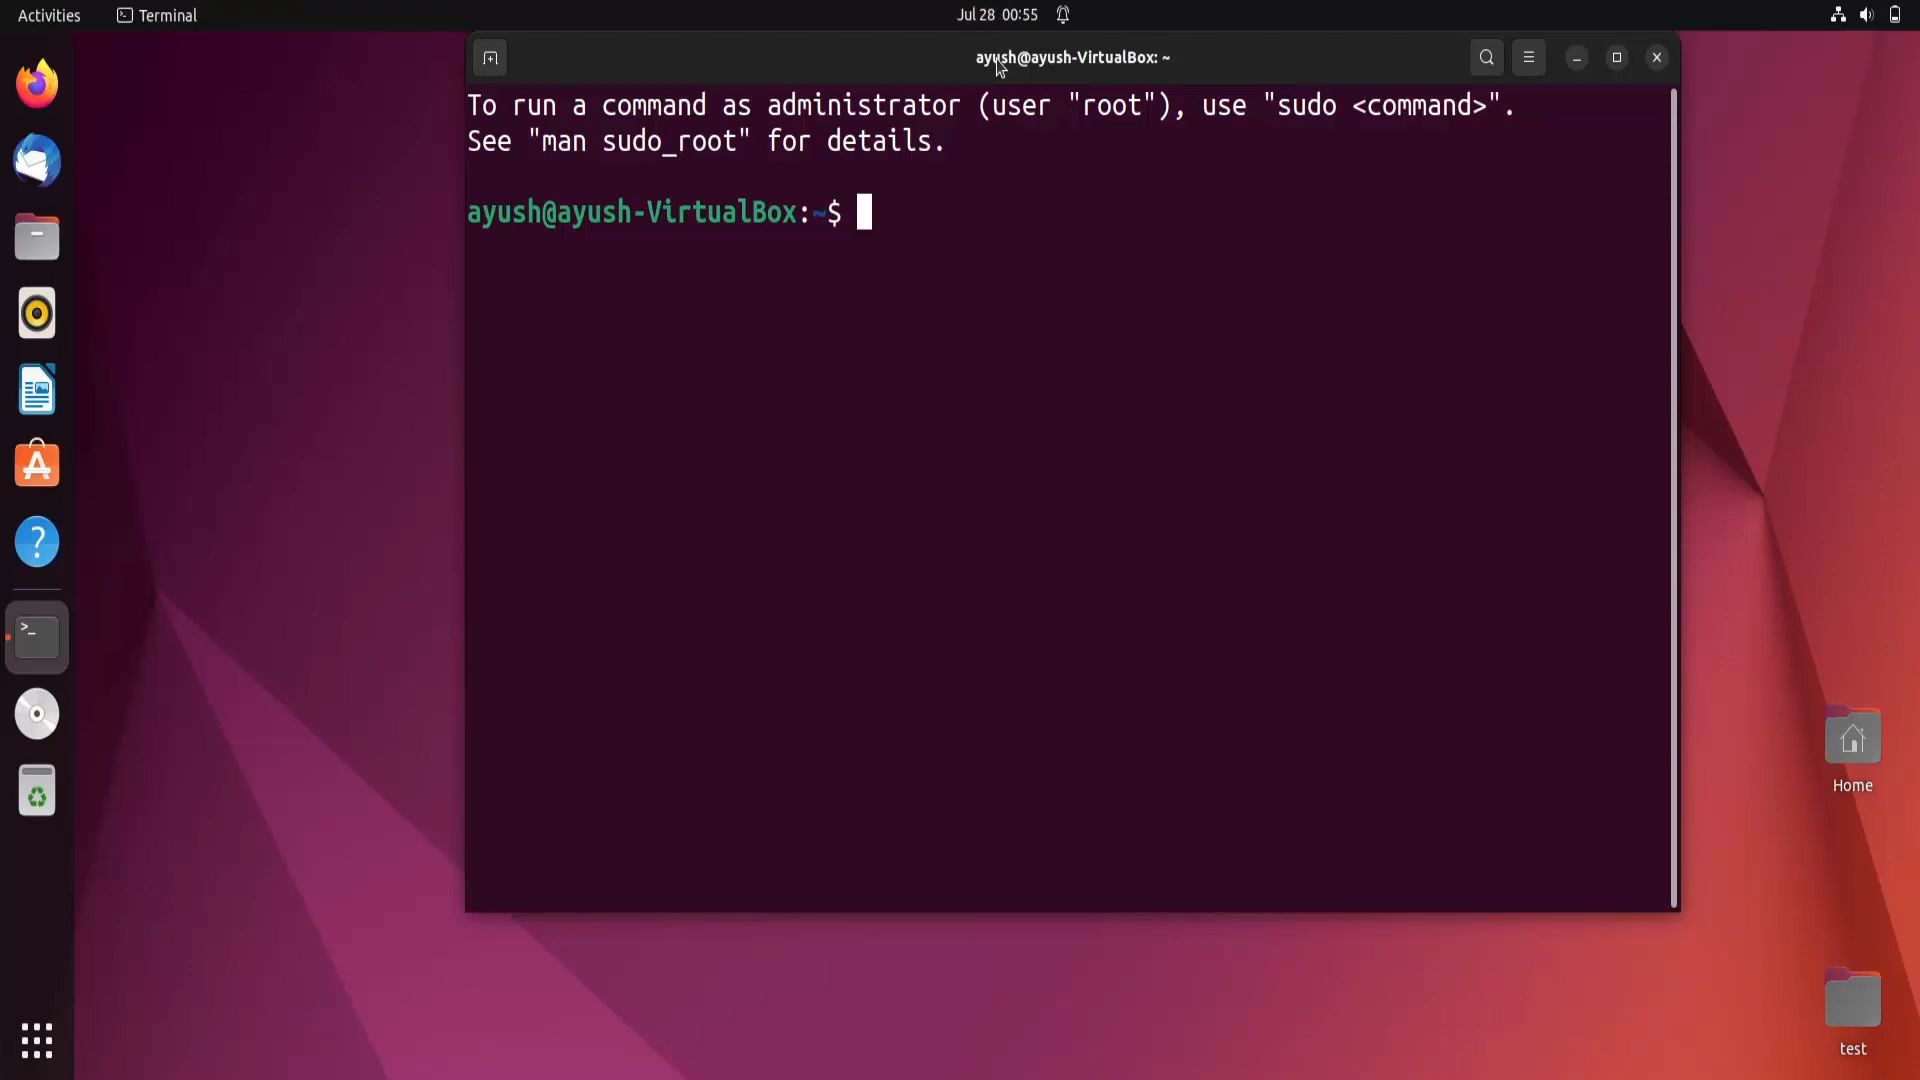 Activities
Terminal
Jul 28 00:55
ayush@ayush-VirtualBox: ~
To run a command as administrator (user "root"), use "sudo <command>".
See "man sudo_root" for details.
ayush@ayush-VirtualBox:~$
Home
test